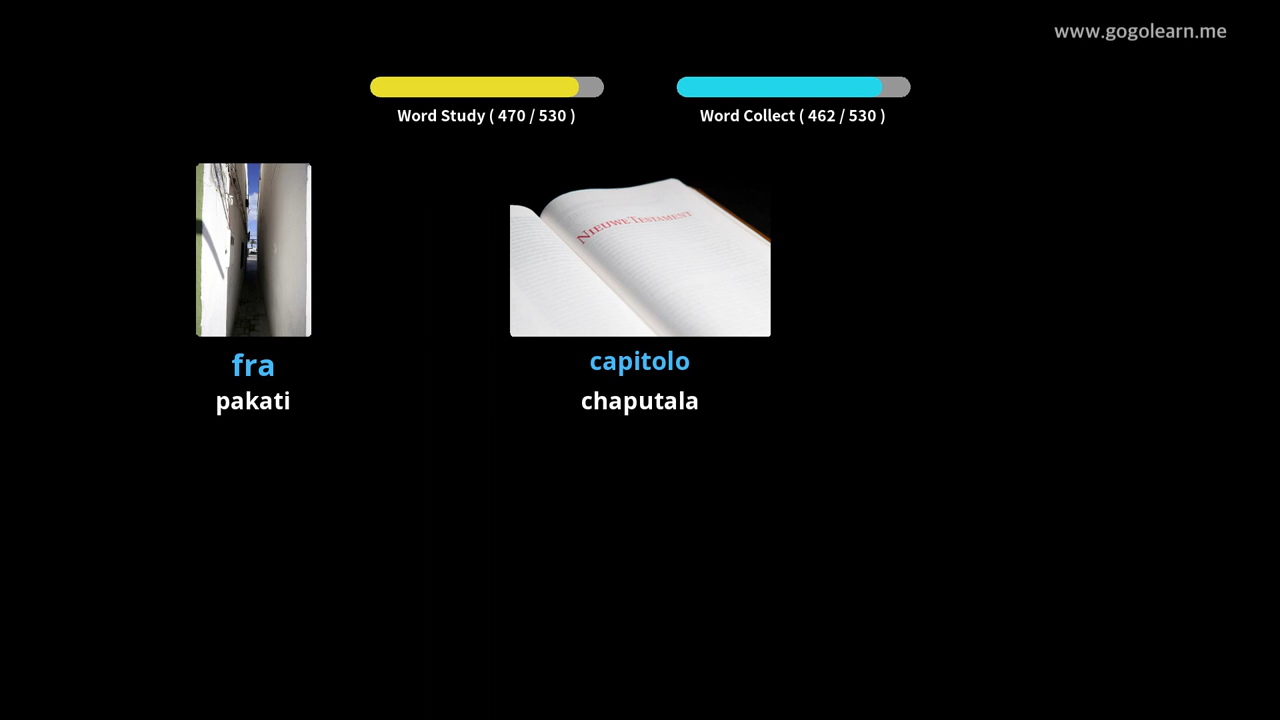 www.gogolearn.me
Word Study ( 470 / 530 )
Word Collect ( 462 / 530 )
NIEUWE TESTAMENT
fra
capitolo
pakati
chaputala